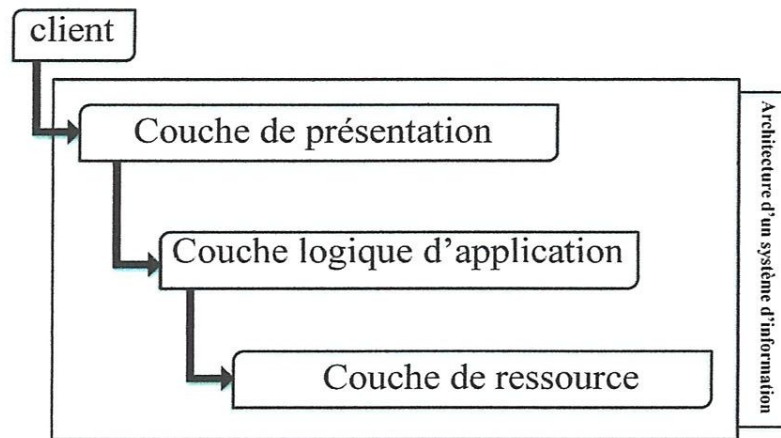 client
Couche de présentation
Couche logique d'application
Couche de ressource
Architecture d'un système d'information